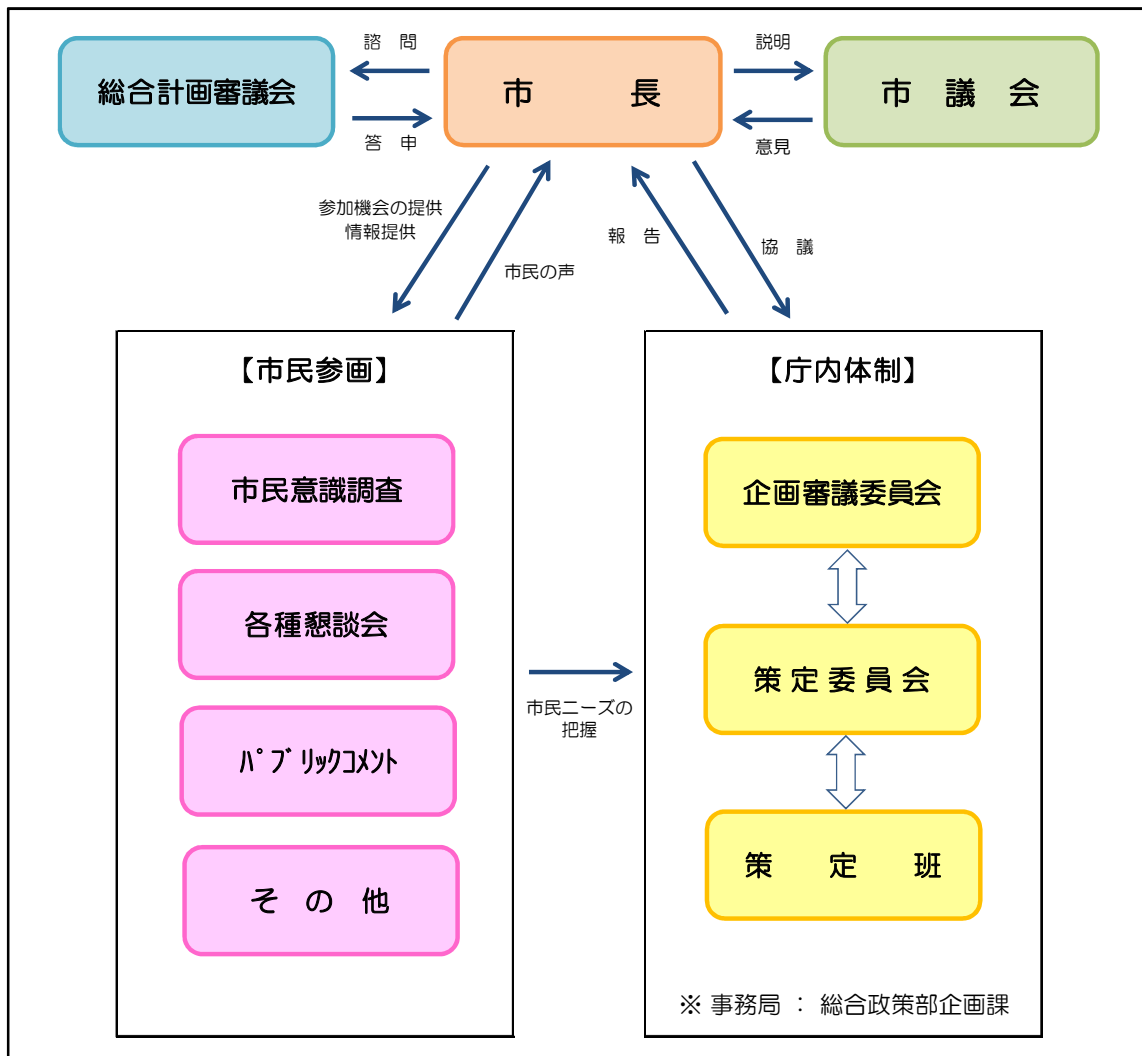 諮 問
説明
総合計画審議会
市 長
市 議 会
答 申
意見
参加機会の提供
情報提供
市民の声
報 告
協 議
【市民参画】
市民意識調査
各種懇談会
ﾊﾟﾌﾞﾘｯｸｺﾒﾝﾄ
そ の 他
市民ニーズの
把握
【庁内体制】
企画審議委員会
策 定 委 員 会
策 定 班
※ 事務局 ： 総合政策部企画課